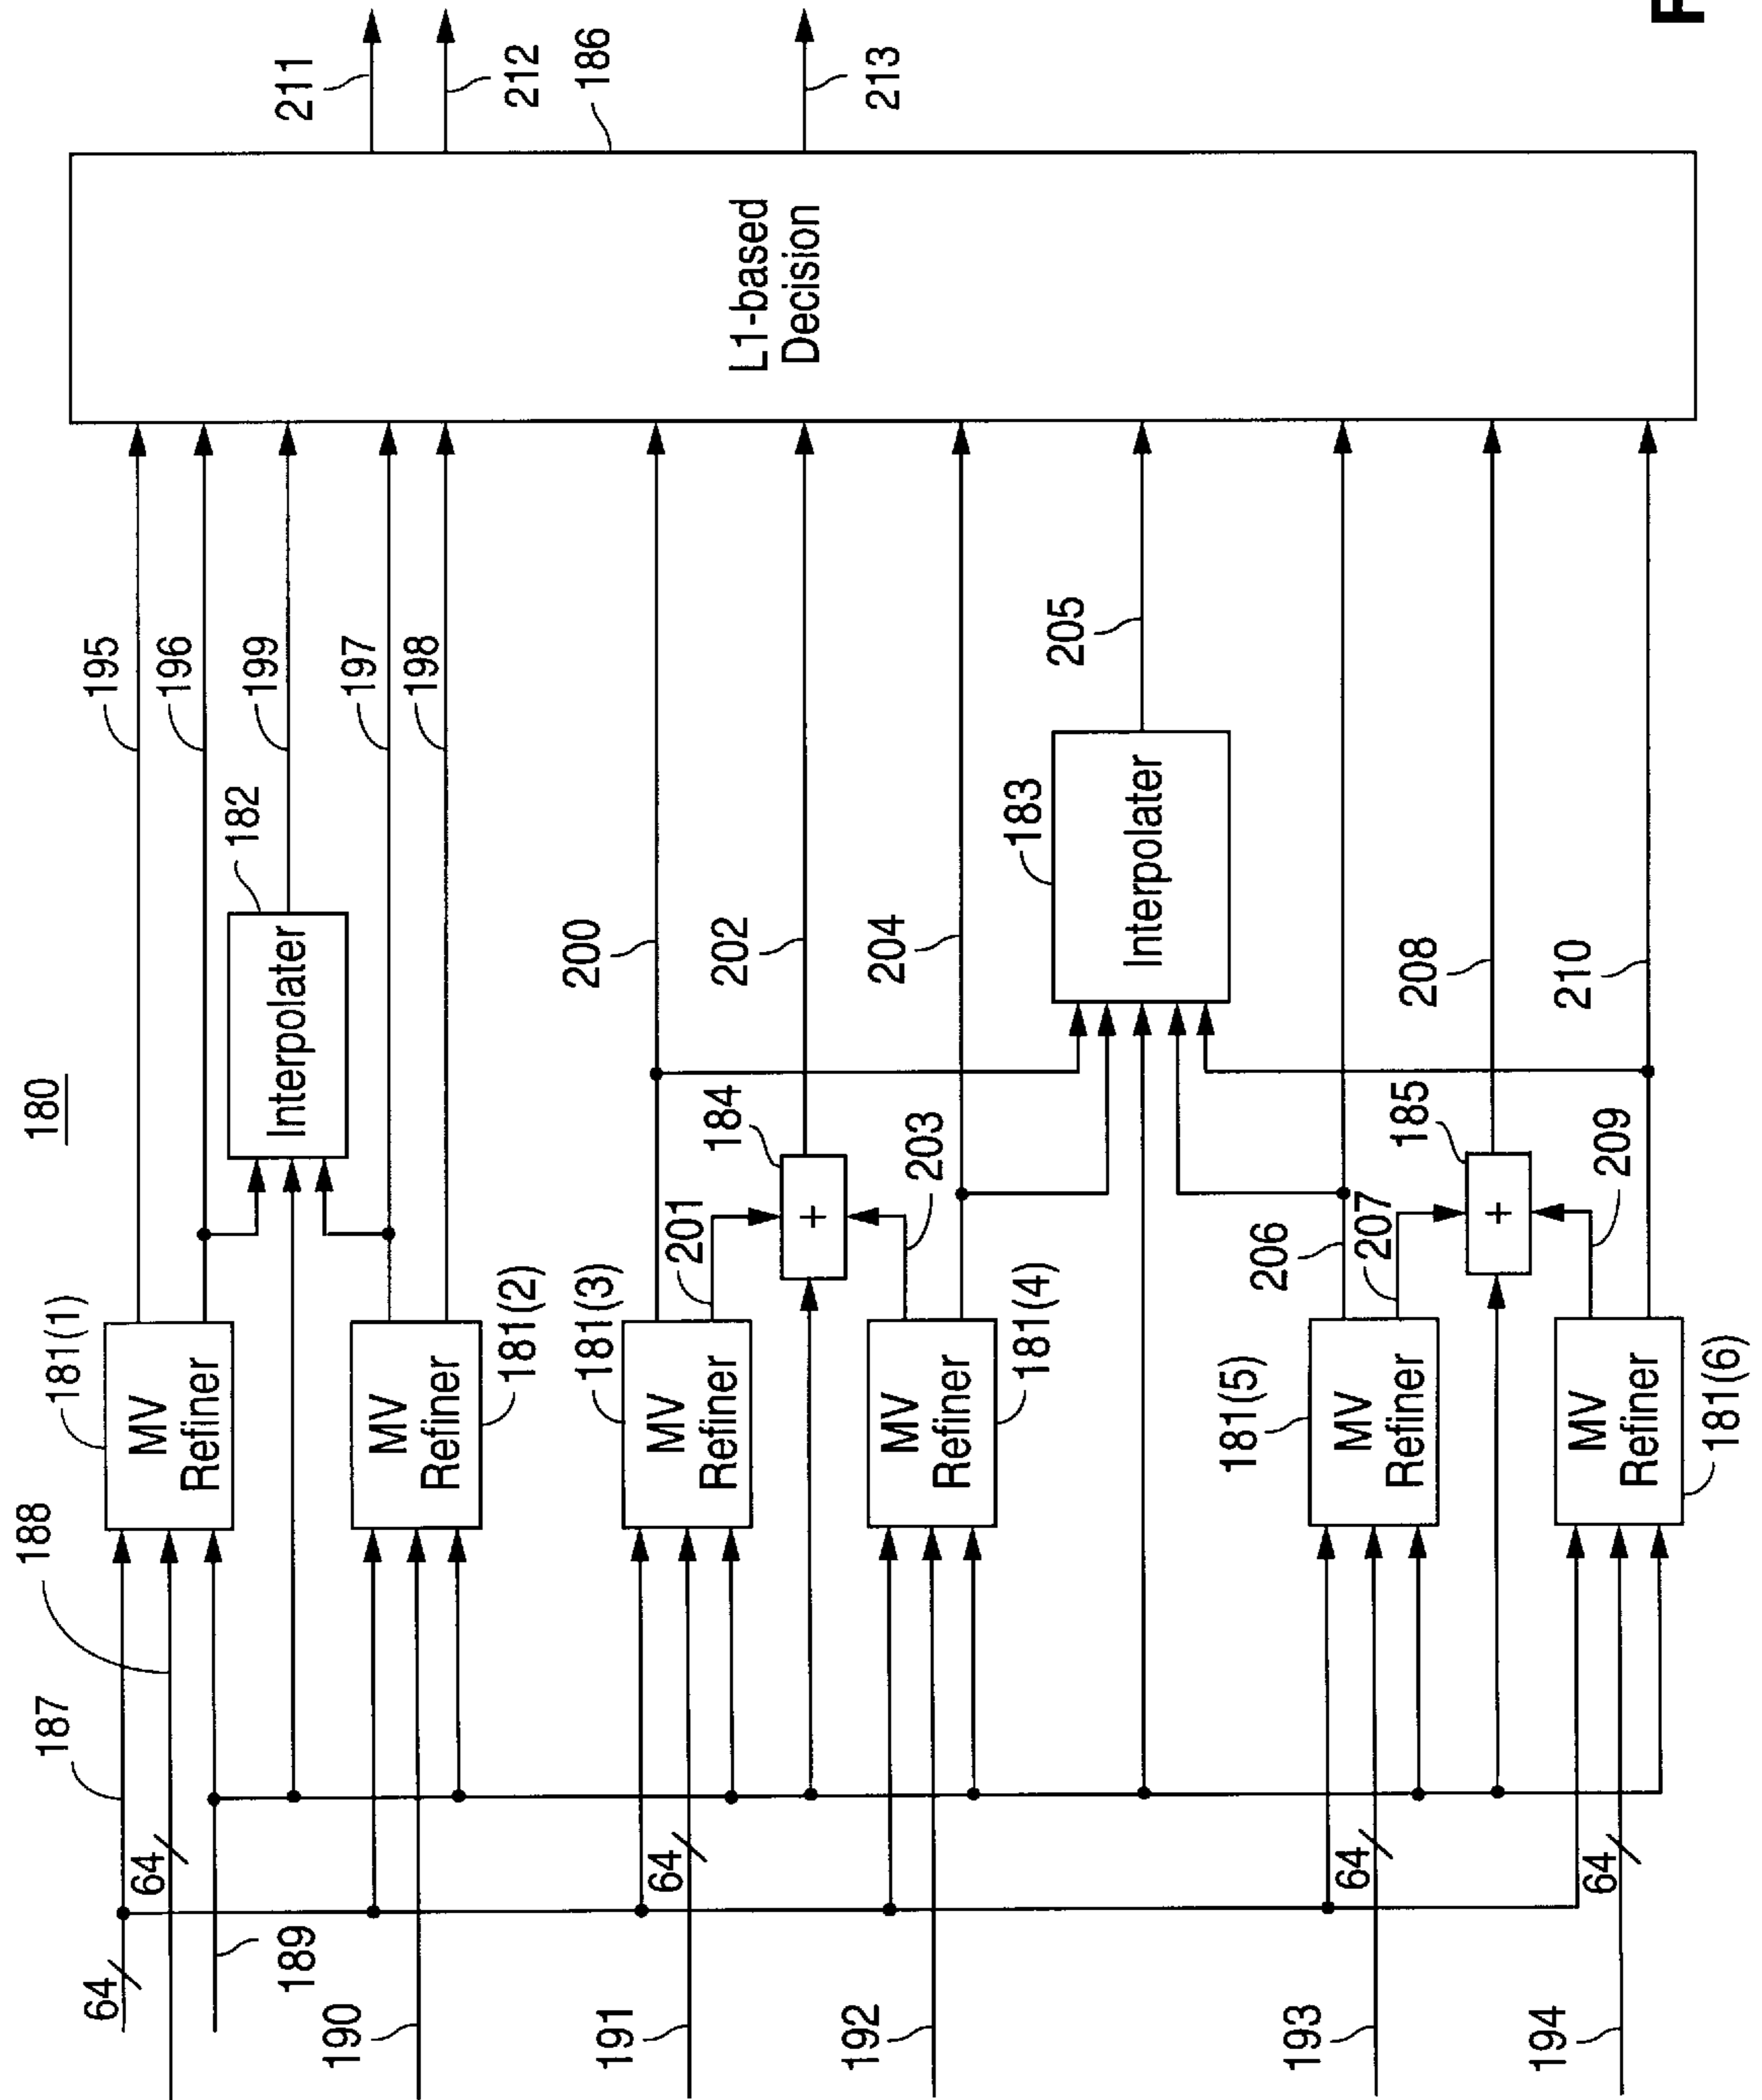 180
211
212
186
213
L1-based
Decision
195
196
199
197
198
182
Interpolater
200
202
204
205
183
Interpolater
208
210
184
201
203
185
206
207
209
181(1)
MV
Refiner
MV
Refiner
181(2)
181(3)
MV
Refiner
MV
Refiner
181(4)
181(5)
MV
Refiner
MV
Refiner
181(6)
+
+
187
188
64
64
189
190
191
64
192
193
64
194
64
F